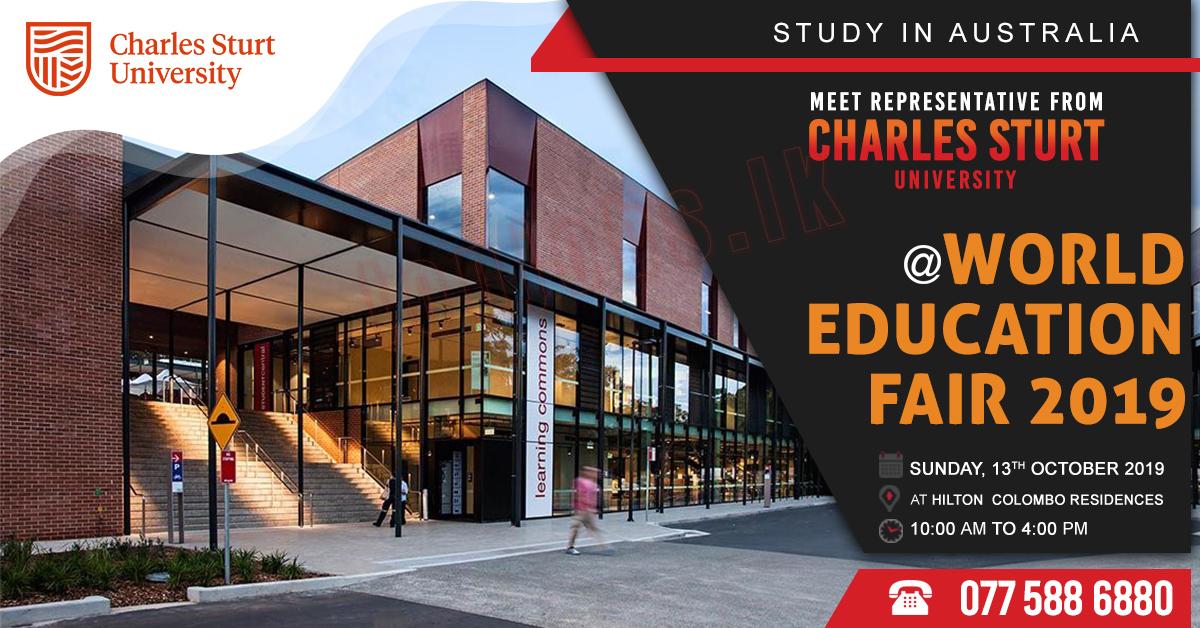 Charles Sturt
University
STUDY IN AUSTRALIA
MEET REPRESENTATIVE FROM
CHARLES STURT
UNIVERSITY
@WORLD
EDUCATION
FAIR 2019
SUNDAY, 13TH OCTOBER 2019
AT HILTON COLOMBO RESIDENCES
10:00 AM TO 4:00 PM
077 588 6880
learning commons
P